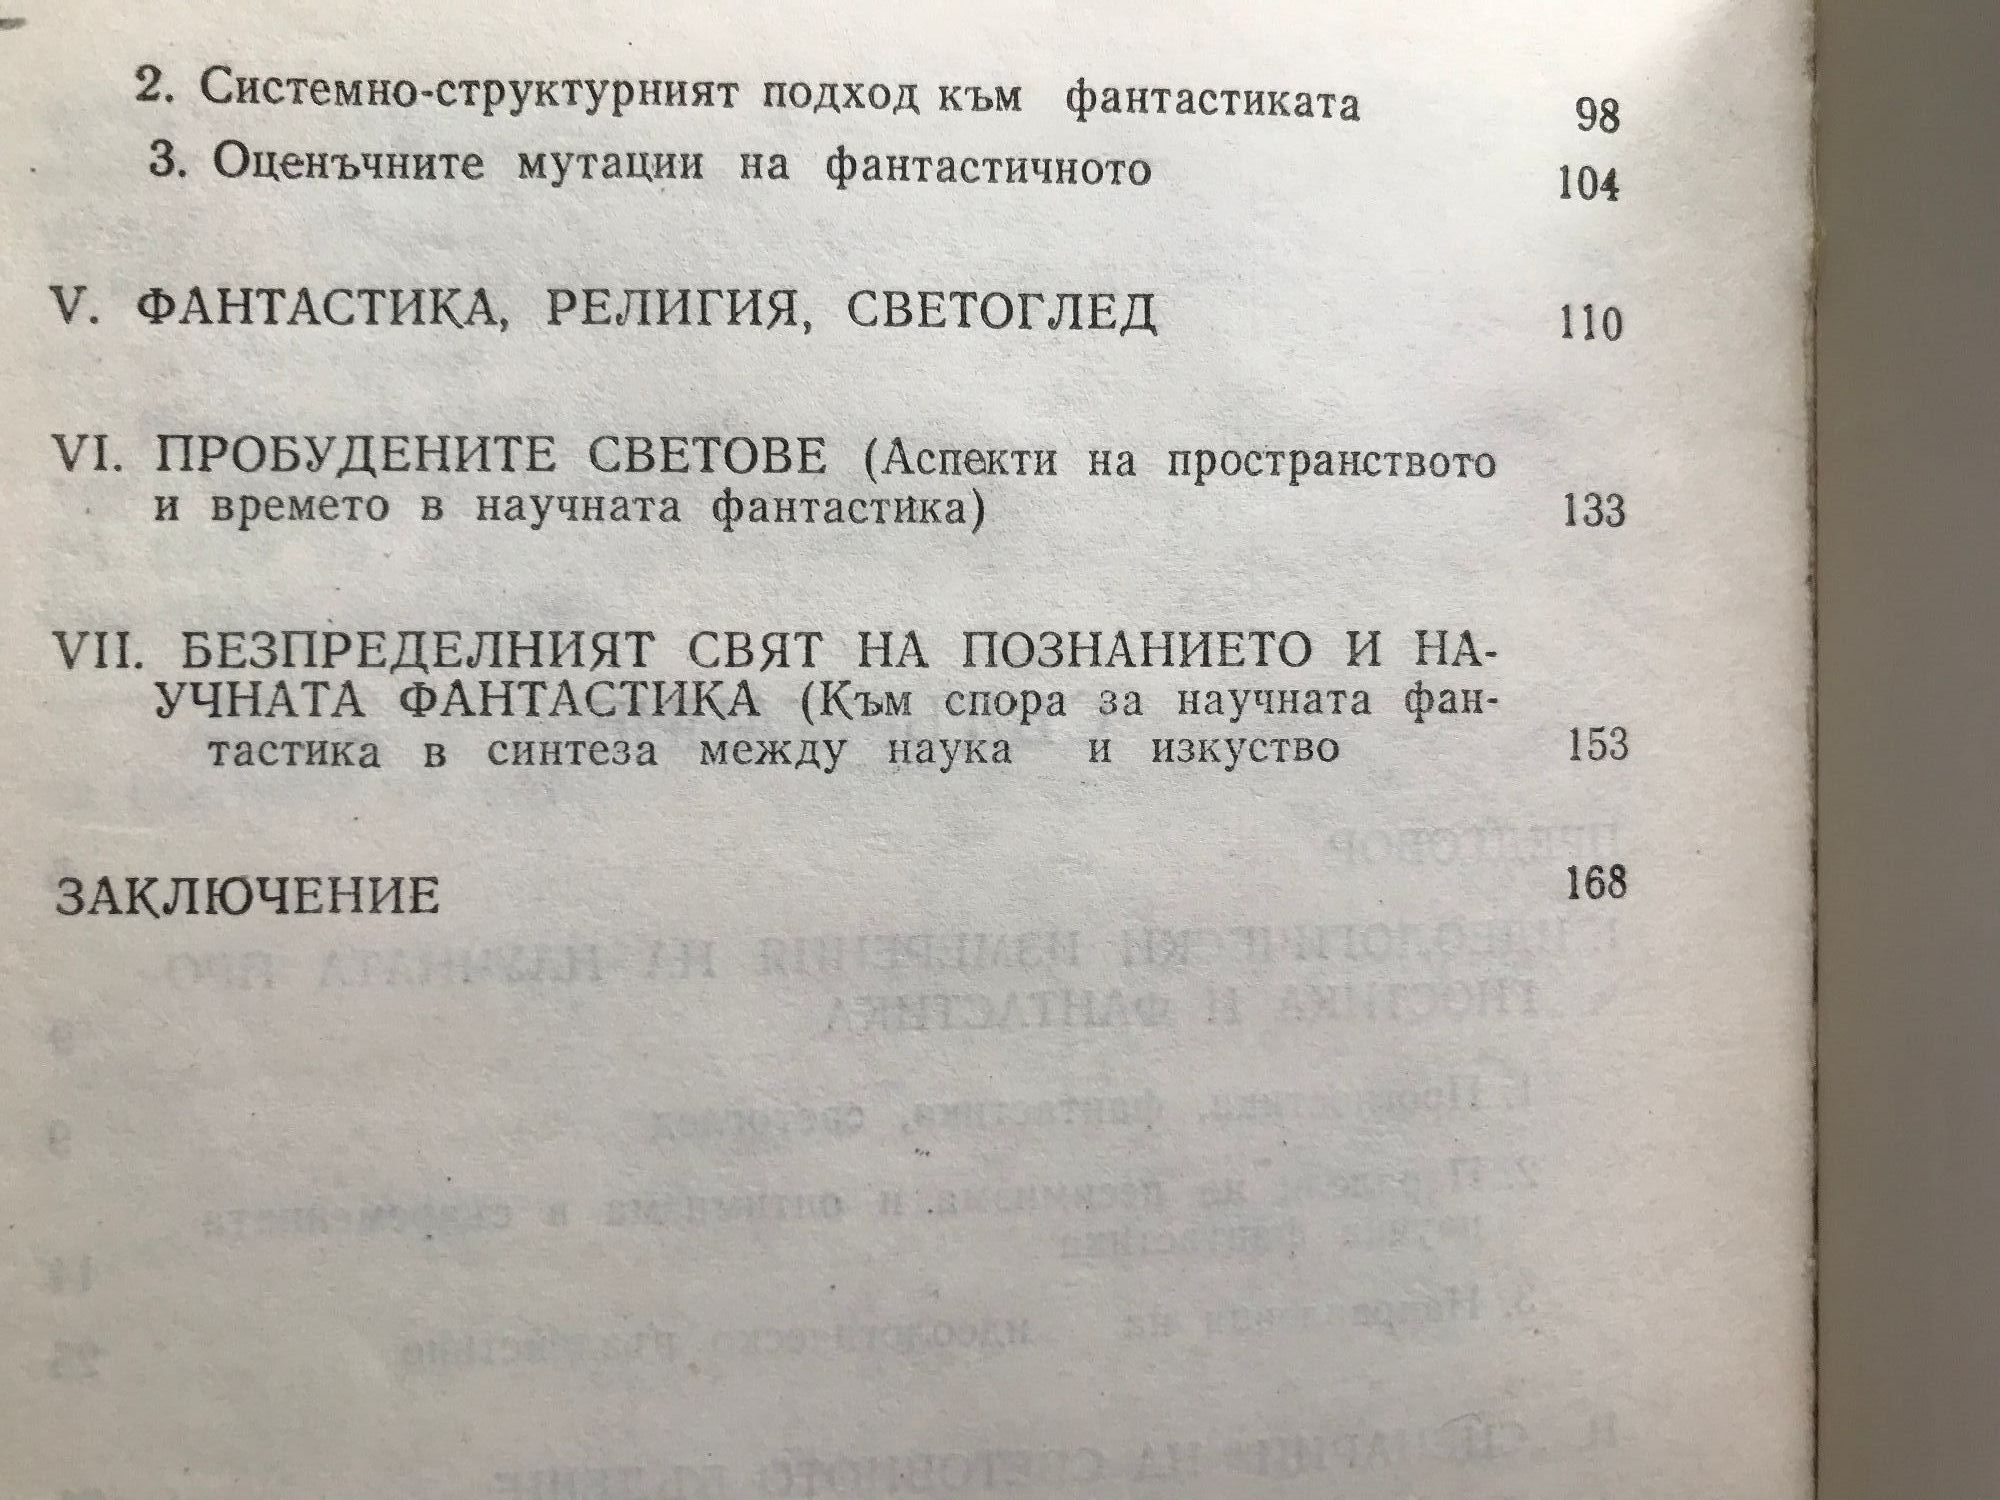 2. Системно-структурният подход към фантастиката 98
3. Оценъчните мутации на фантастичното 104
V. ФАНТАСТИКА, РЕЛИГИЯ, СВЕТОГЛЕД 110
VI. ПРОБУДЕНИТЕ СВЕТОВЕ (Аспекти на пространството
и времето в научната фантастика) 133
VII. БЕЗПРЕДЕЛНИЯТ СВЯТ НА ПОЗНАНИЕТО И НА-
УЧНАТА ФАНТАСТИКА (Към спора за научната фан-
тастика в синтеза между наука и изкуство 153
ЗАКЛЮЧЕНИЕ 168